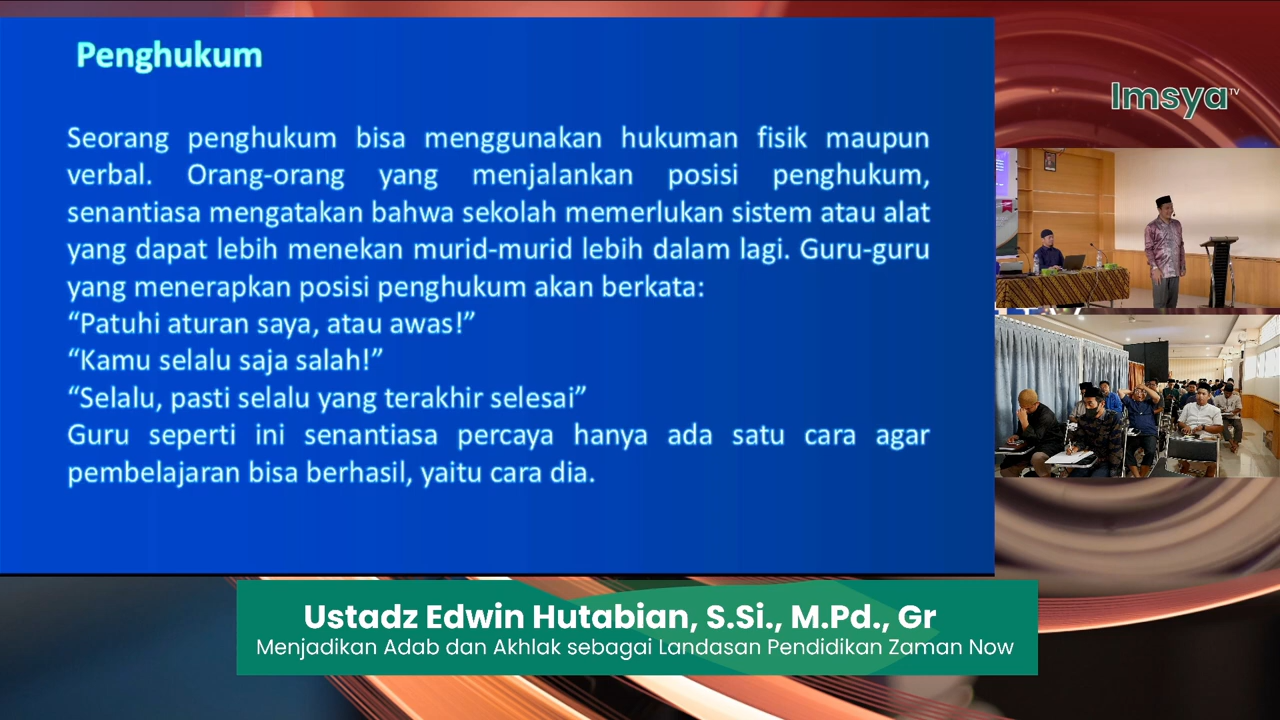 Penghukum
Seorang penghukum bisa menggunakan hukuman fisik maupun
verbal. Orang-orang yang menjalankan posisi penghukum,
senantiasa mengatakan bahwa sekolah memerlukan sistem atau alat
yang dapat lebih menekan murid-murid lebih dalam lagi. Guru-guru
yang menerapkan posisi penghukum akan berkata:
“Patuhi aturan saya, atau awas!”
“Kamu selalu saja salah!”
“Selalu, pasti selalu yang terakhir selesai”
Guru seperti ini senantiasa percaya hanya ada satu cara agar
pembelajaran bisa berhasil, yaitu cara dia.
Imsya TV
Ustadz Edwin Hutabian, S.Si., M.Pd., Gr
Menjadikan Adab dan Akhlak sebagai Landasan Pendidikan Zaman Now